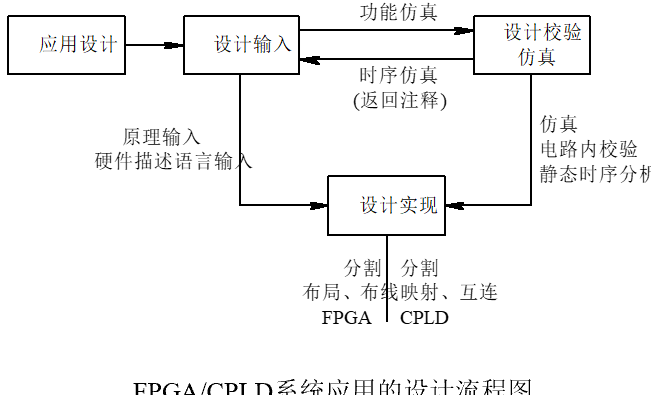 应用设计
设计输入
功能仿真
设计校验
仿真
时序仿真
(返回注释)
原理输入
硬件描述语言输入
仿真
电路内校验
静态时序分析
设计实现
分割 分割
布局、布线映射、互连
FPGA CPLD
FPGA/CPLD系统应用的设计流程图